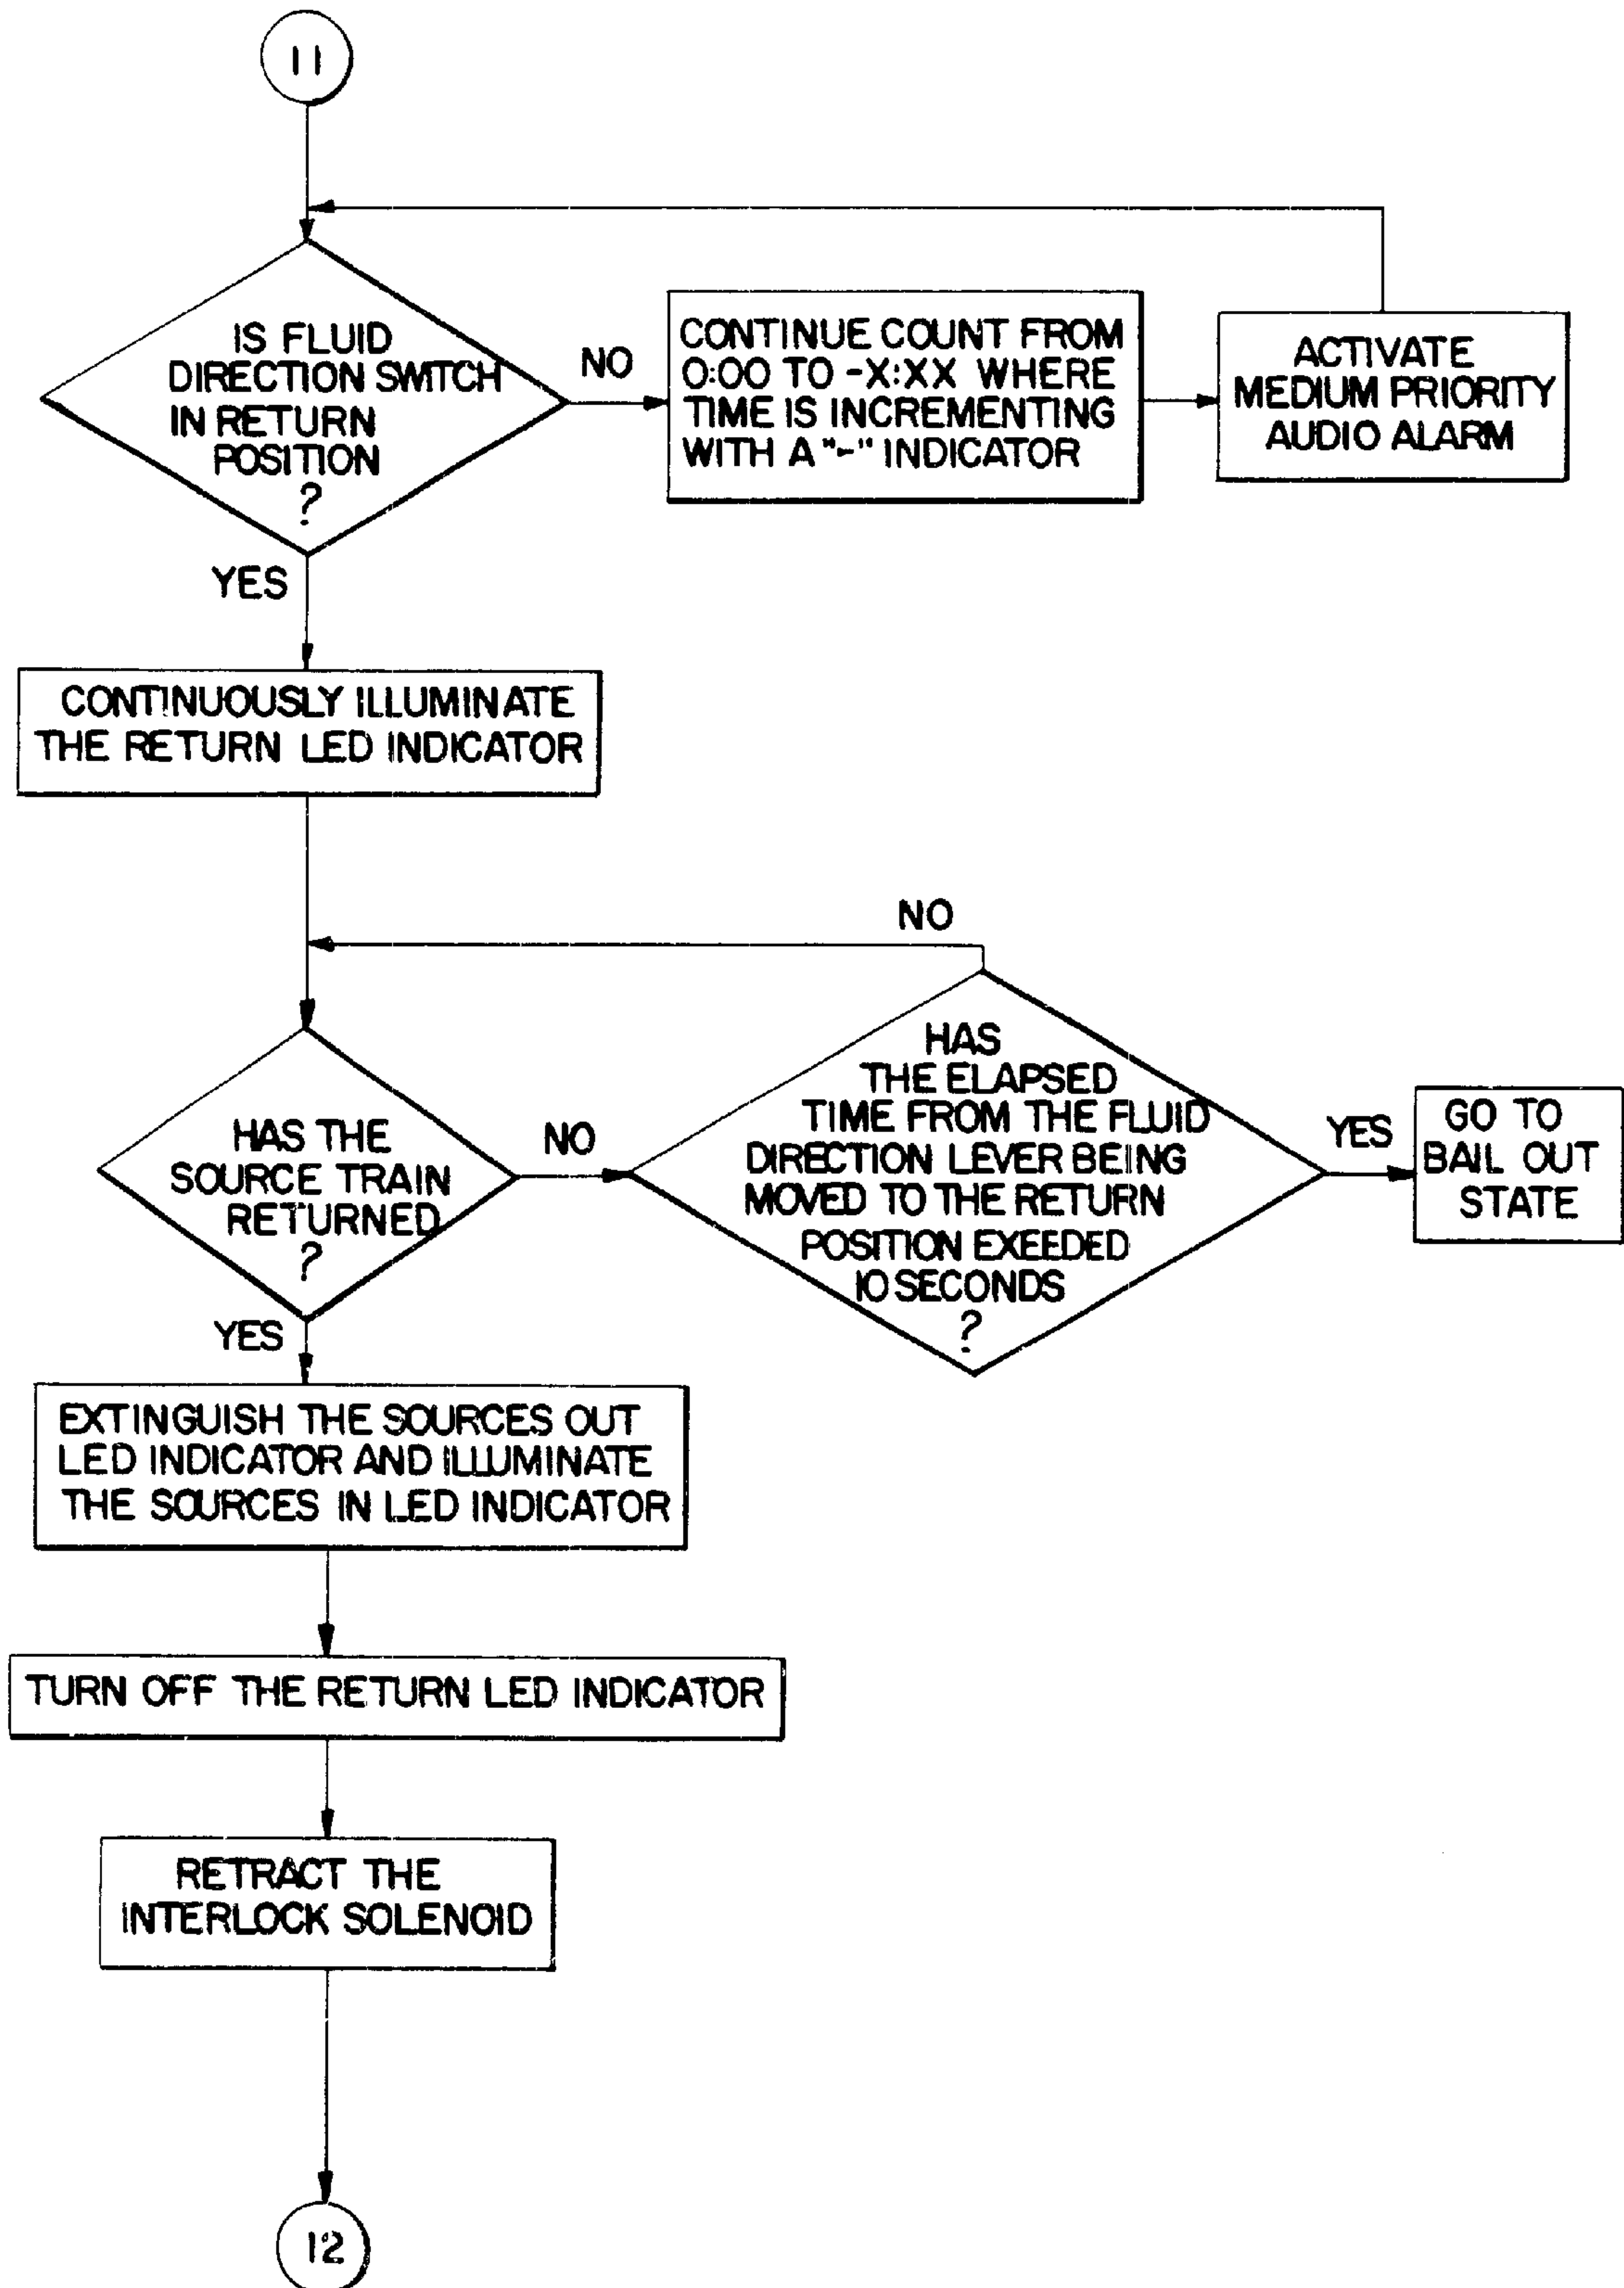 11
IS FLUID
DIRECTION SWITCH
IN RETURN
POSITION
?
NO
CONTINUE COUNT FROM
0:00 TO -X:XX WHERE
TIME IS INCREMENTING
WITH A "-" INDICATOR
ACTIVATE
MEDIUM PRIORITY
AUDIO ALARM
YES
CONTINUOUSLY ILLUMINATE
THE RETURN LED INDICATOR
NO
HAS THE
SOURCE TRAIN
RETURNED
?
NO
HAS
THE ELAPSED
TIME FROM THE FLUID
DIRECTION LEVER BEING
MOVED TO THE RETURN
POSITION EXEEDED
10 SECONDS
?
YES
GO TO
BAIL OUT
STATE
YES
EXTINGUISH THE SOURCES OUT
LED INDICATOR AND ILLUMINATE
THE SOURCES IN LED INDICATOR
TURN OFF THE RETURN LED INDICATOR
RETRACT THE
INTERLOCK SOLENOID
12